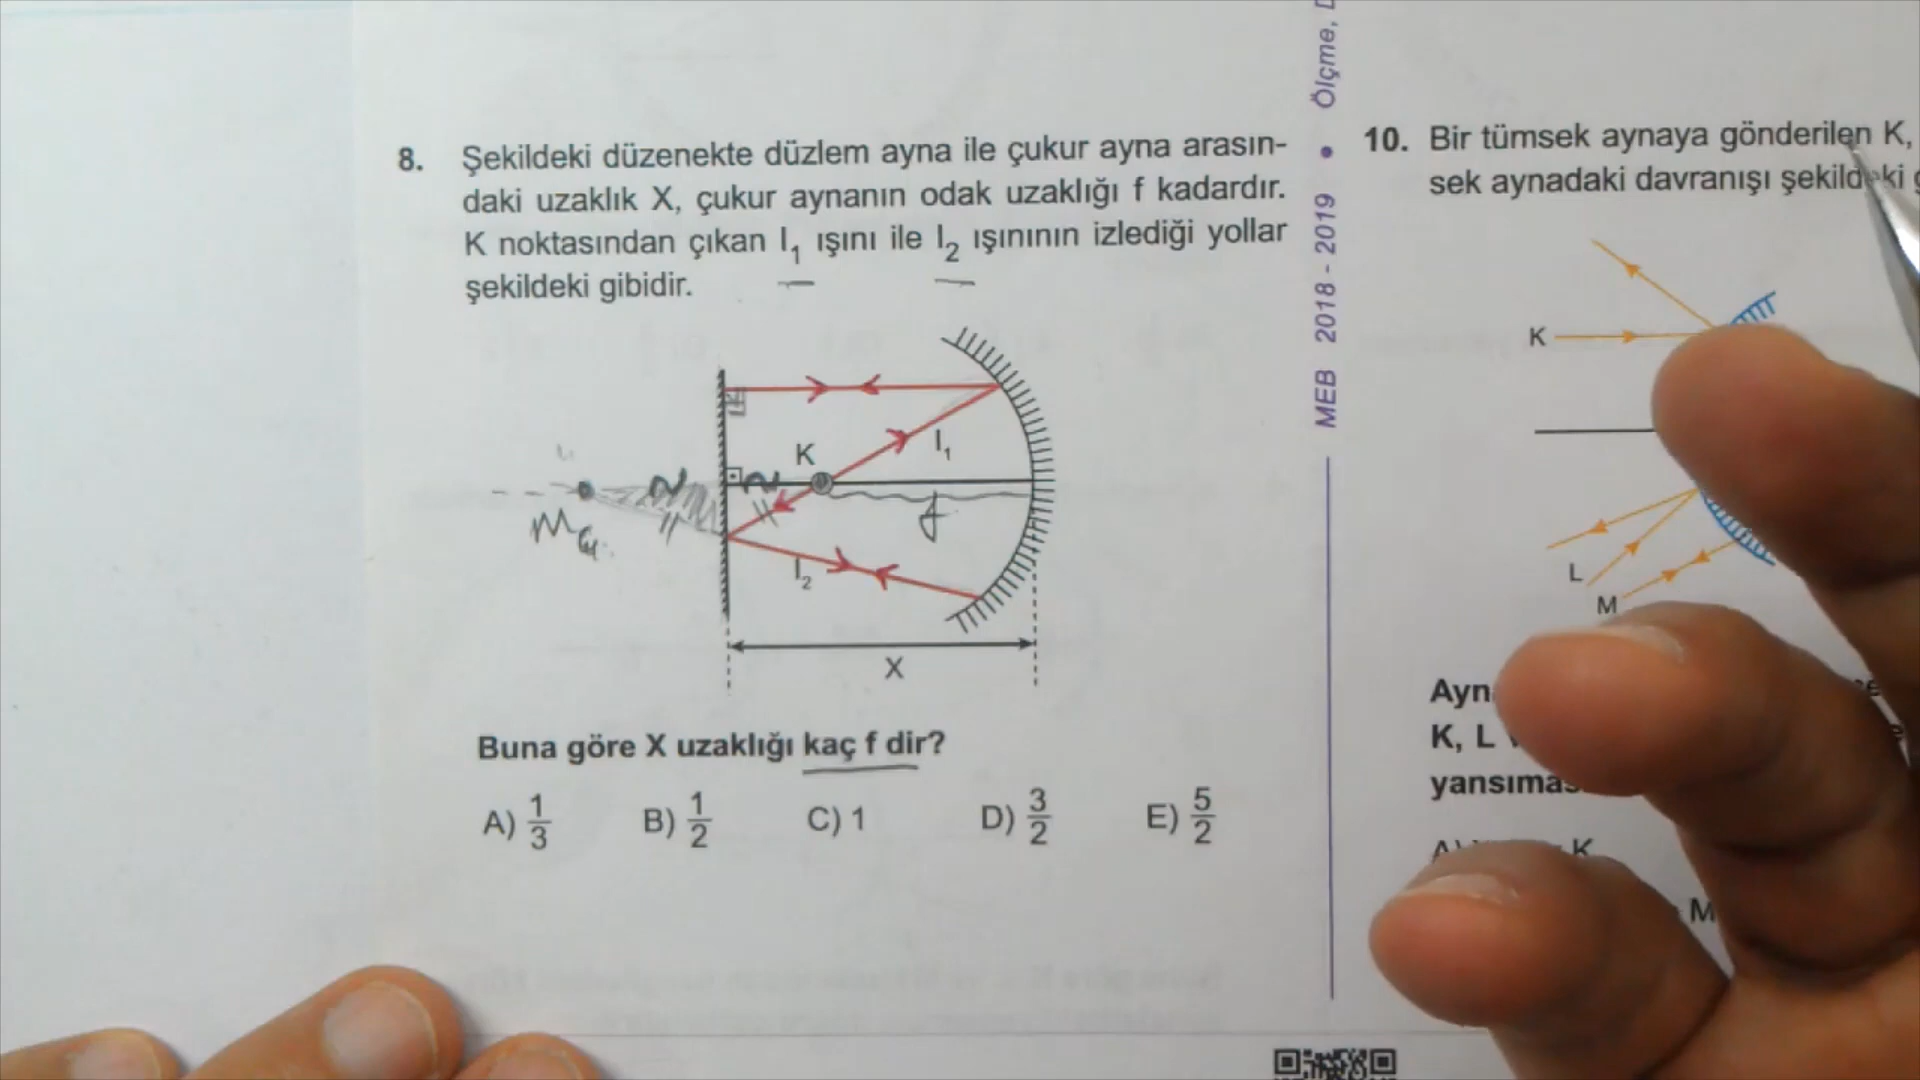 8. Şekildeki düzenekte düzlem ayna ile çukur ayna arasın-
daki uzaklık X, çukur aynanın odak uzaklığı f kadardır.
K noktasından çıkan I₁ ışını ile I₂ ışınının izlediği yollar
şekildeki gibidir.
K
I₁
f
I₂
X
Buna göre X uzaklığı kaç f dir?
A) 1/3 B) 1/2 C) 1 D) 3/2 E) 5/2
MEB 2018 - 2019 • Ölçme,
10. Bir tümsek aynaya gönderilen K,
sek aynadaki davranışı şekildeki
K
L
M
K, L
K
M